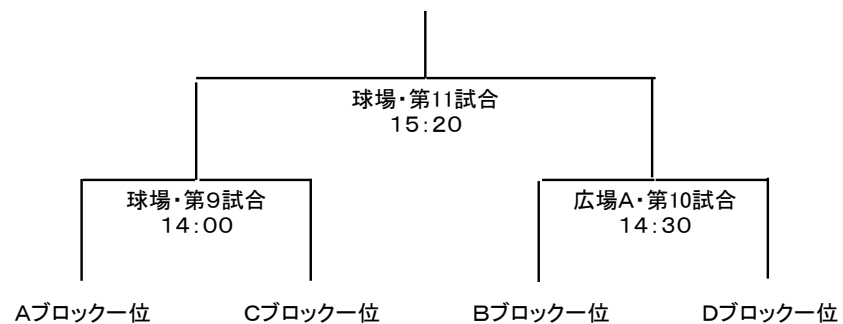 球場・第11試合
15:20
球場・第9試合
14:00
広場A・第10試合
14:30
Aブロック一位
Cブロック一位
Bブロック一位
Dブロック一位